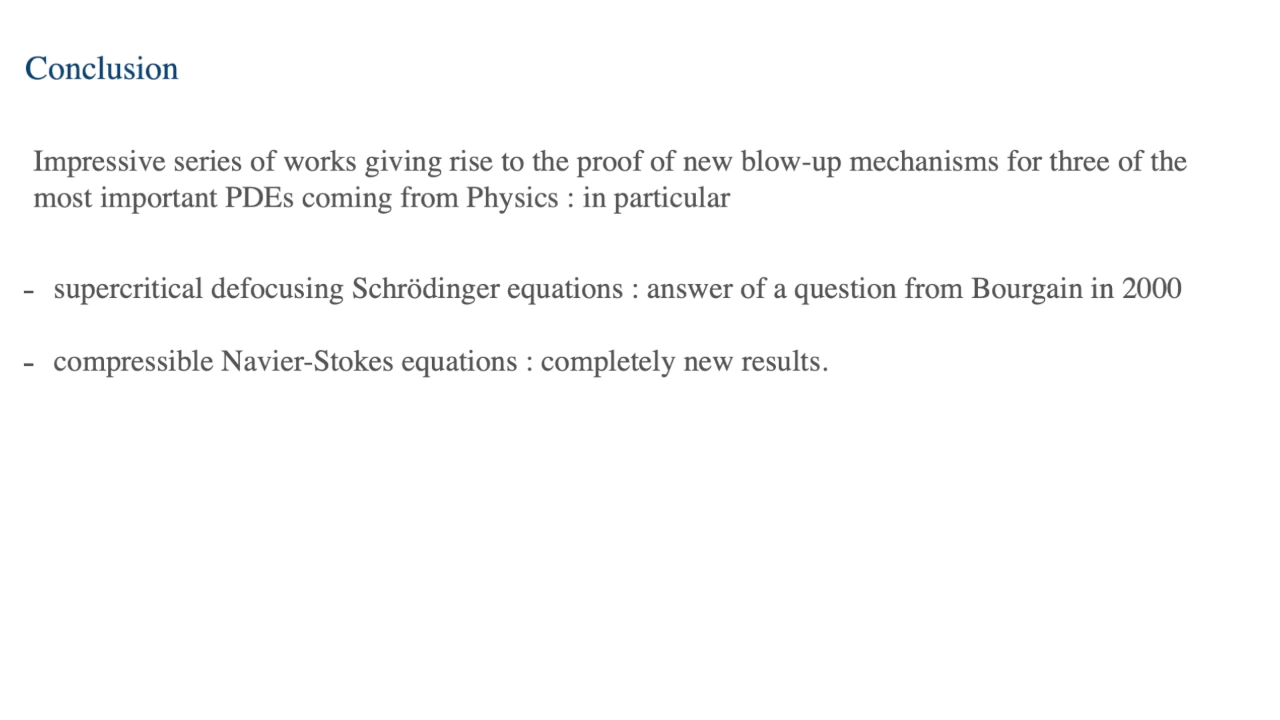 Conclusion
Impressive series of works giving rise to the proof of new blow-up mechanisms for three of the
most important PDEs coming from Physics : in particular
- supercritical defocusing Schrödinger equations : answer of a question from Bourgain in 2000
- compressible Navier-Stokes equations : completely new results.